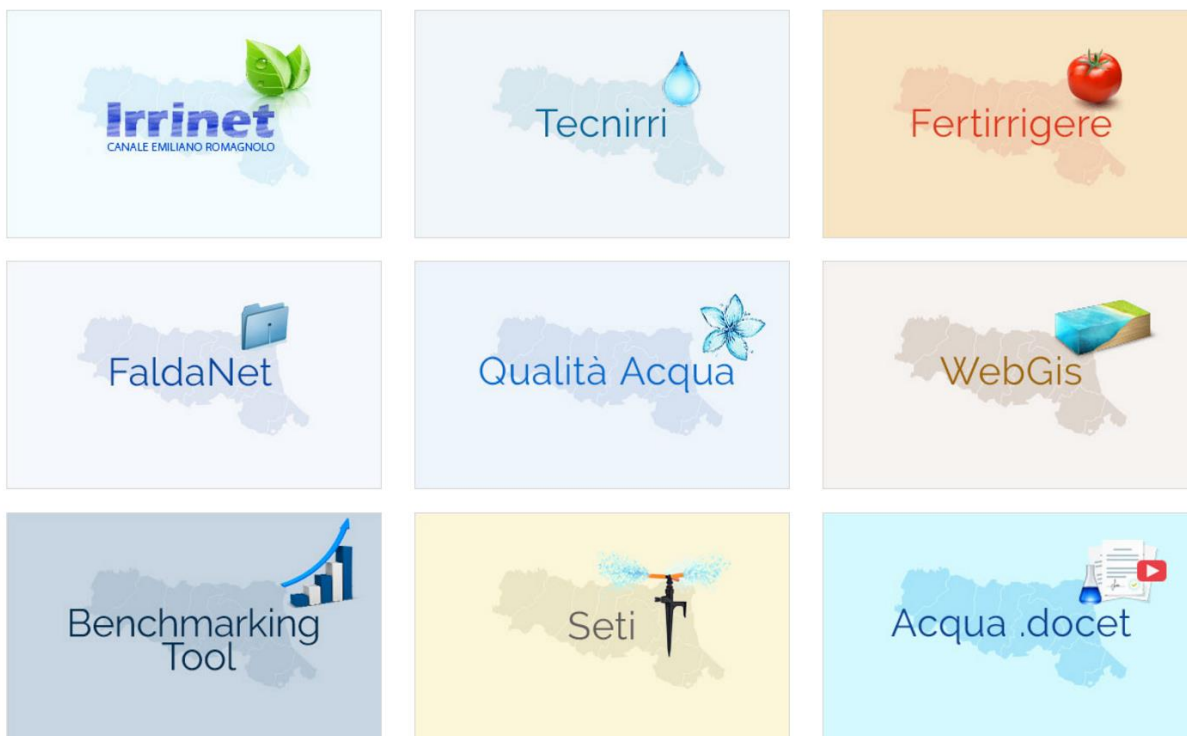 Irrinet
CANALE EMILIANO ROMAGNOLO
Tecnirri
Fertirrigere
FaldaNet
Qualità Acqua
WebGis
Benchmarking
Tool
Seti
Acqua .docet